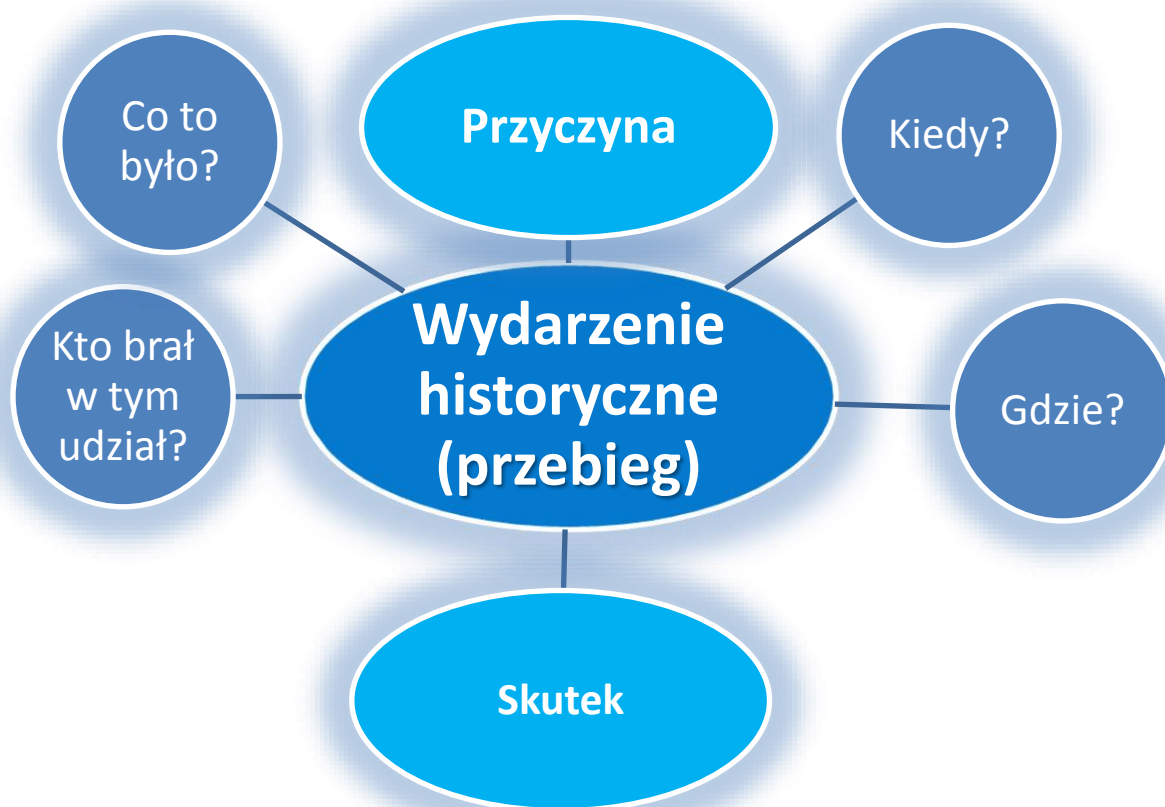 Co to
było?
Przyczyna
Kiedy?
Kto brał
w tym
udział?
Wydarzenie
historyczne
(przebieg)
Gdzie?
Skutek